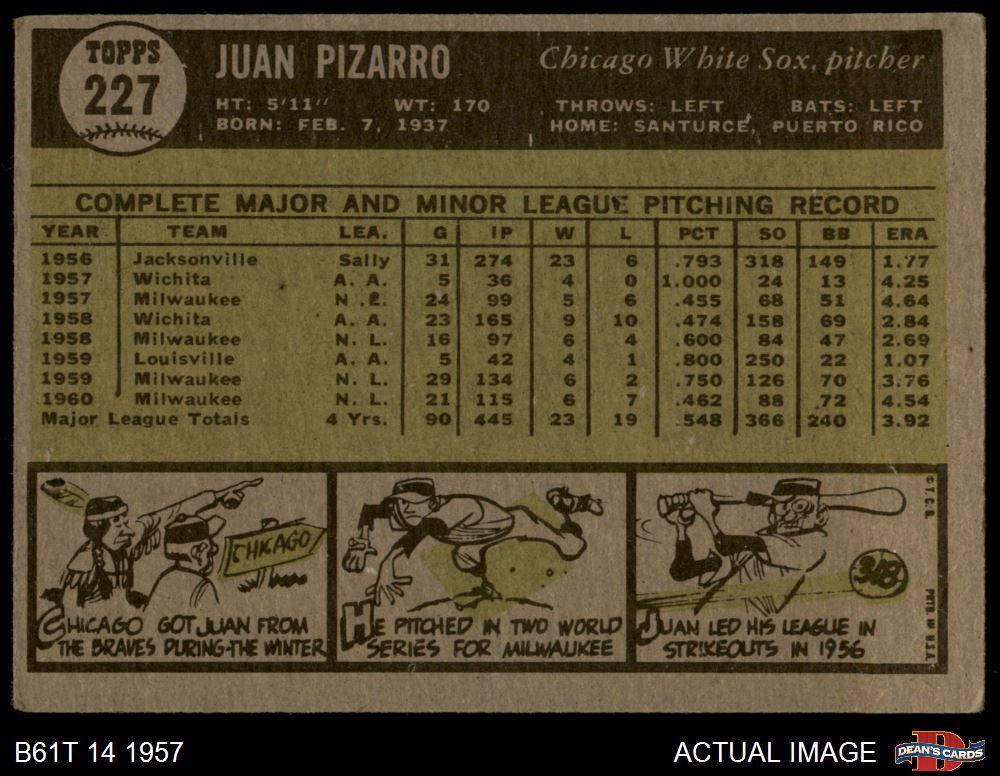 TOPPS
227
JUAN PIZARRO
Chicago White Sox, pitcher
HT: 5'11" WT: 170 THROWS: LEFT BATS: LEFT
BORN: FEB. 7, 1937 HOME: SANTURCE, PUERTO RICO
COMPLETE MAJOR AND MINOR LEAGUE PITCHING RECORD
YEAR TEAM LEA. G IP W L PCT SO BB ERA
1956 Jacksonville Sally 31 274 23 6 .793 318 149 1.77
1957 Wichita A. A. 5 36 4 0 1.000 24 13 4.25
1957 Milwaukee N. L. 24 99 5 6 .455 68 51 4.64
1958 Wichita A. A. 23 165 9 10 .474 158 69 2.84
1958 Milwaukee N. L. 16 97 6 4 .600 84 47 2.69
1959 Louisville A. A. 5 42 4 1 .800 250 22 1.07
1959 Milwaukee N. L. 29 134 6 2 .750 126 70 3.76
1960 Milwaukee N. L. 21 115 6 7 .462 88 72 4.54
Major League Totals 4 Yrs. 90 445 23 19 .548 366 240 3.92
CHICAGO
CHICAGO GOT JUAN FROM
THE BRAVES DURING THE WINTER
HE PITCHED IN TWO WORLD
SERIES FOR MILWAUKEE
318
JUAN LED HIS LEAGUE IN
STRIKEOUTS IN 1956
© T.C.G. PRTD. IN U.S.A.
B61T 14 1957
ACTUAL IMAGE
D
DEAN'S CARDS